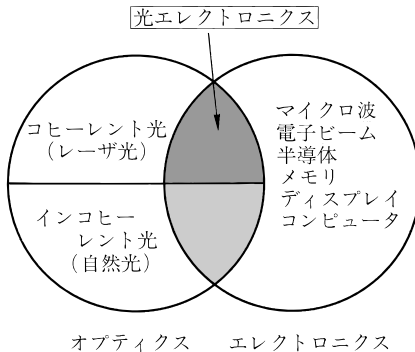 光エレクトロニクス
コヒーレント光
（レーザ光）
インコヒー
レント光
（自然光）
マイクロ波
電子ビーム
半導体
メモリ
ディスプレイ
コンピュータ
オプティクス
エレクトロニクス